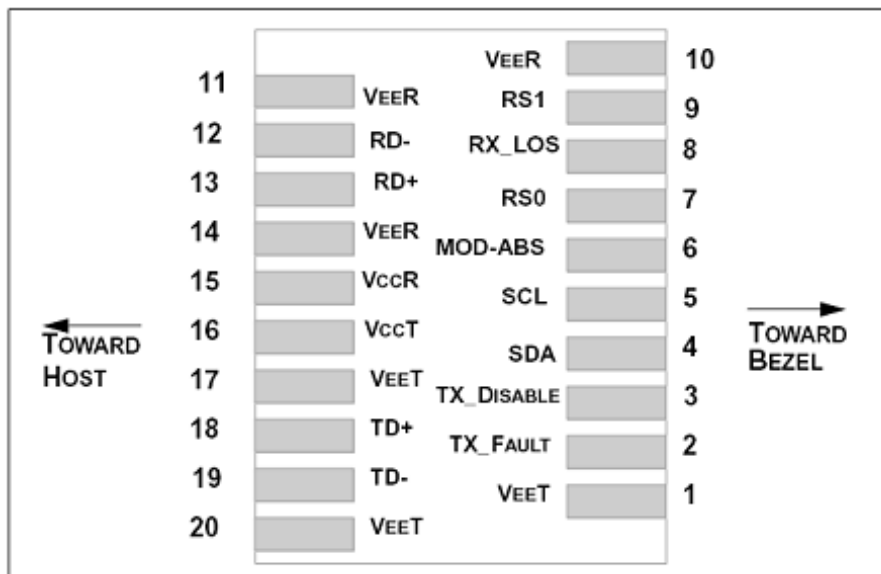 VEER 10
11 VEER
RS1 9
12 RD-
RX_LOS 8
13 RD+
RS0 7
14 VEER
MOD-ABS 6
15 VCCR
SCL 5
16 VCCT
TOWARD HOST
TOWARD BEZEL
SDA 4
17 VEET
TX_DISABLE 3
18 TD+
TX_FAULT 2
19 TD-
VEET 1
20 VEET